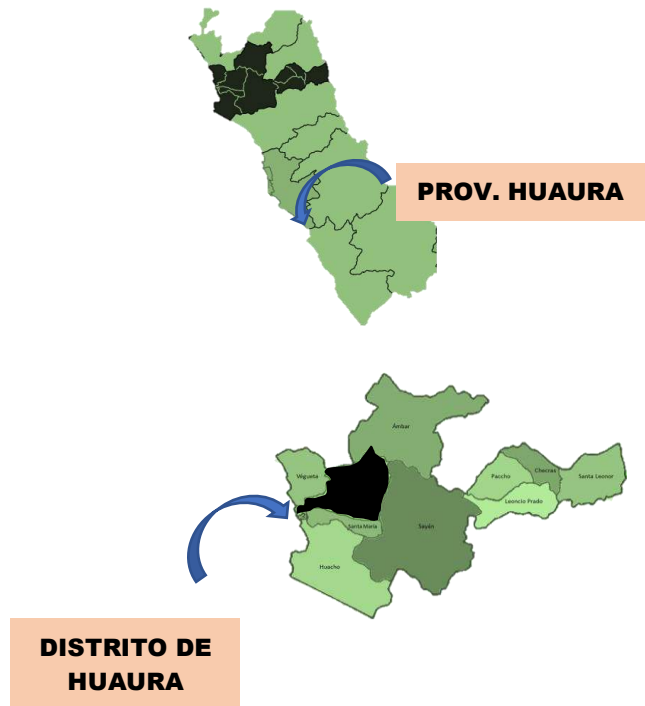 PROV. HUAURA
Ámbar
Végueta
Checras
Paccho
Santa Leonor
Leoncio Prado
Santa María
Sayán
Huacho
DISTRITO DE
HUAURA